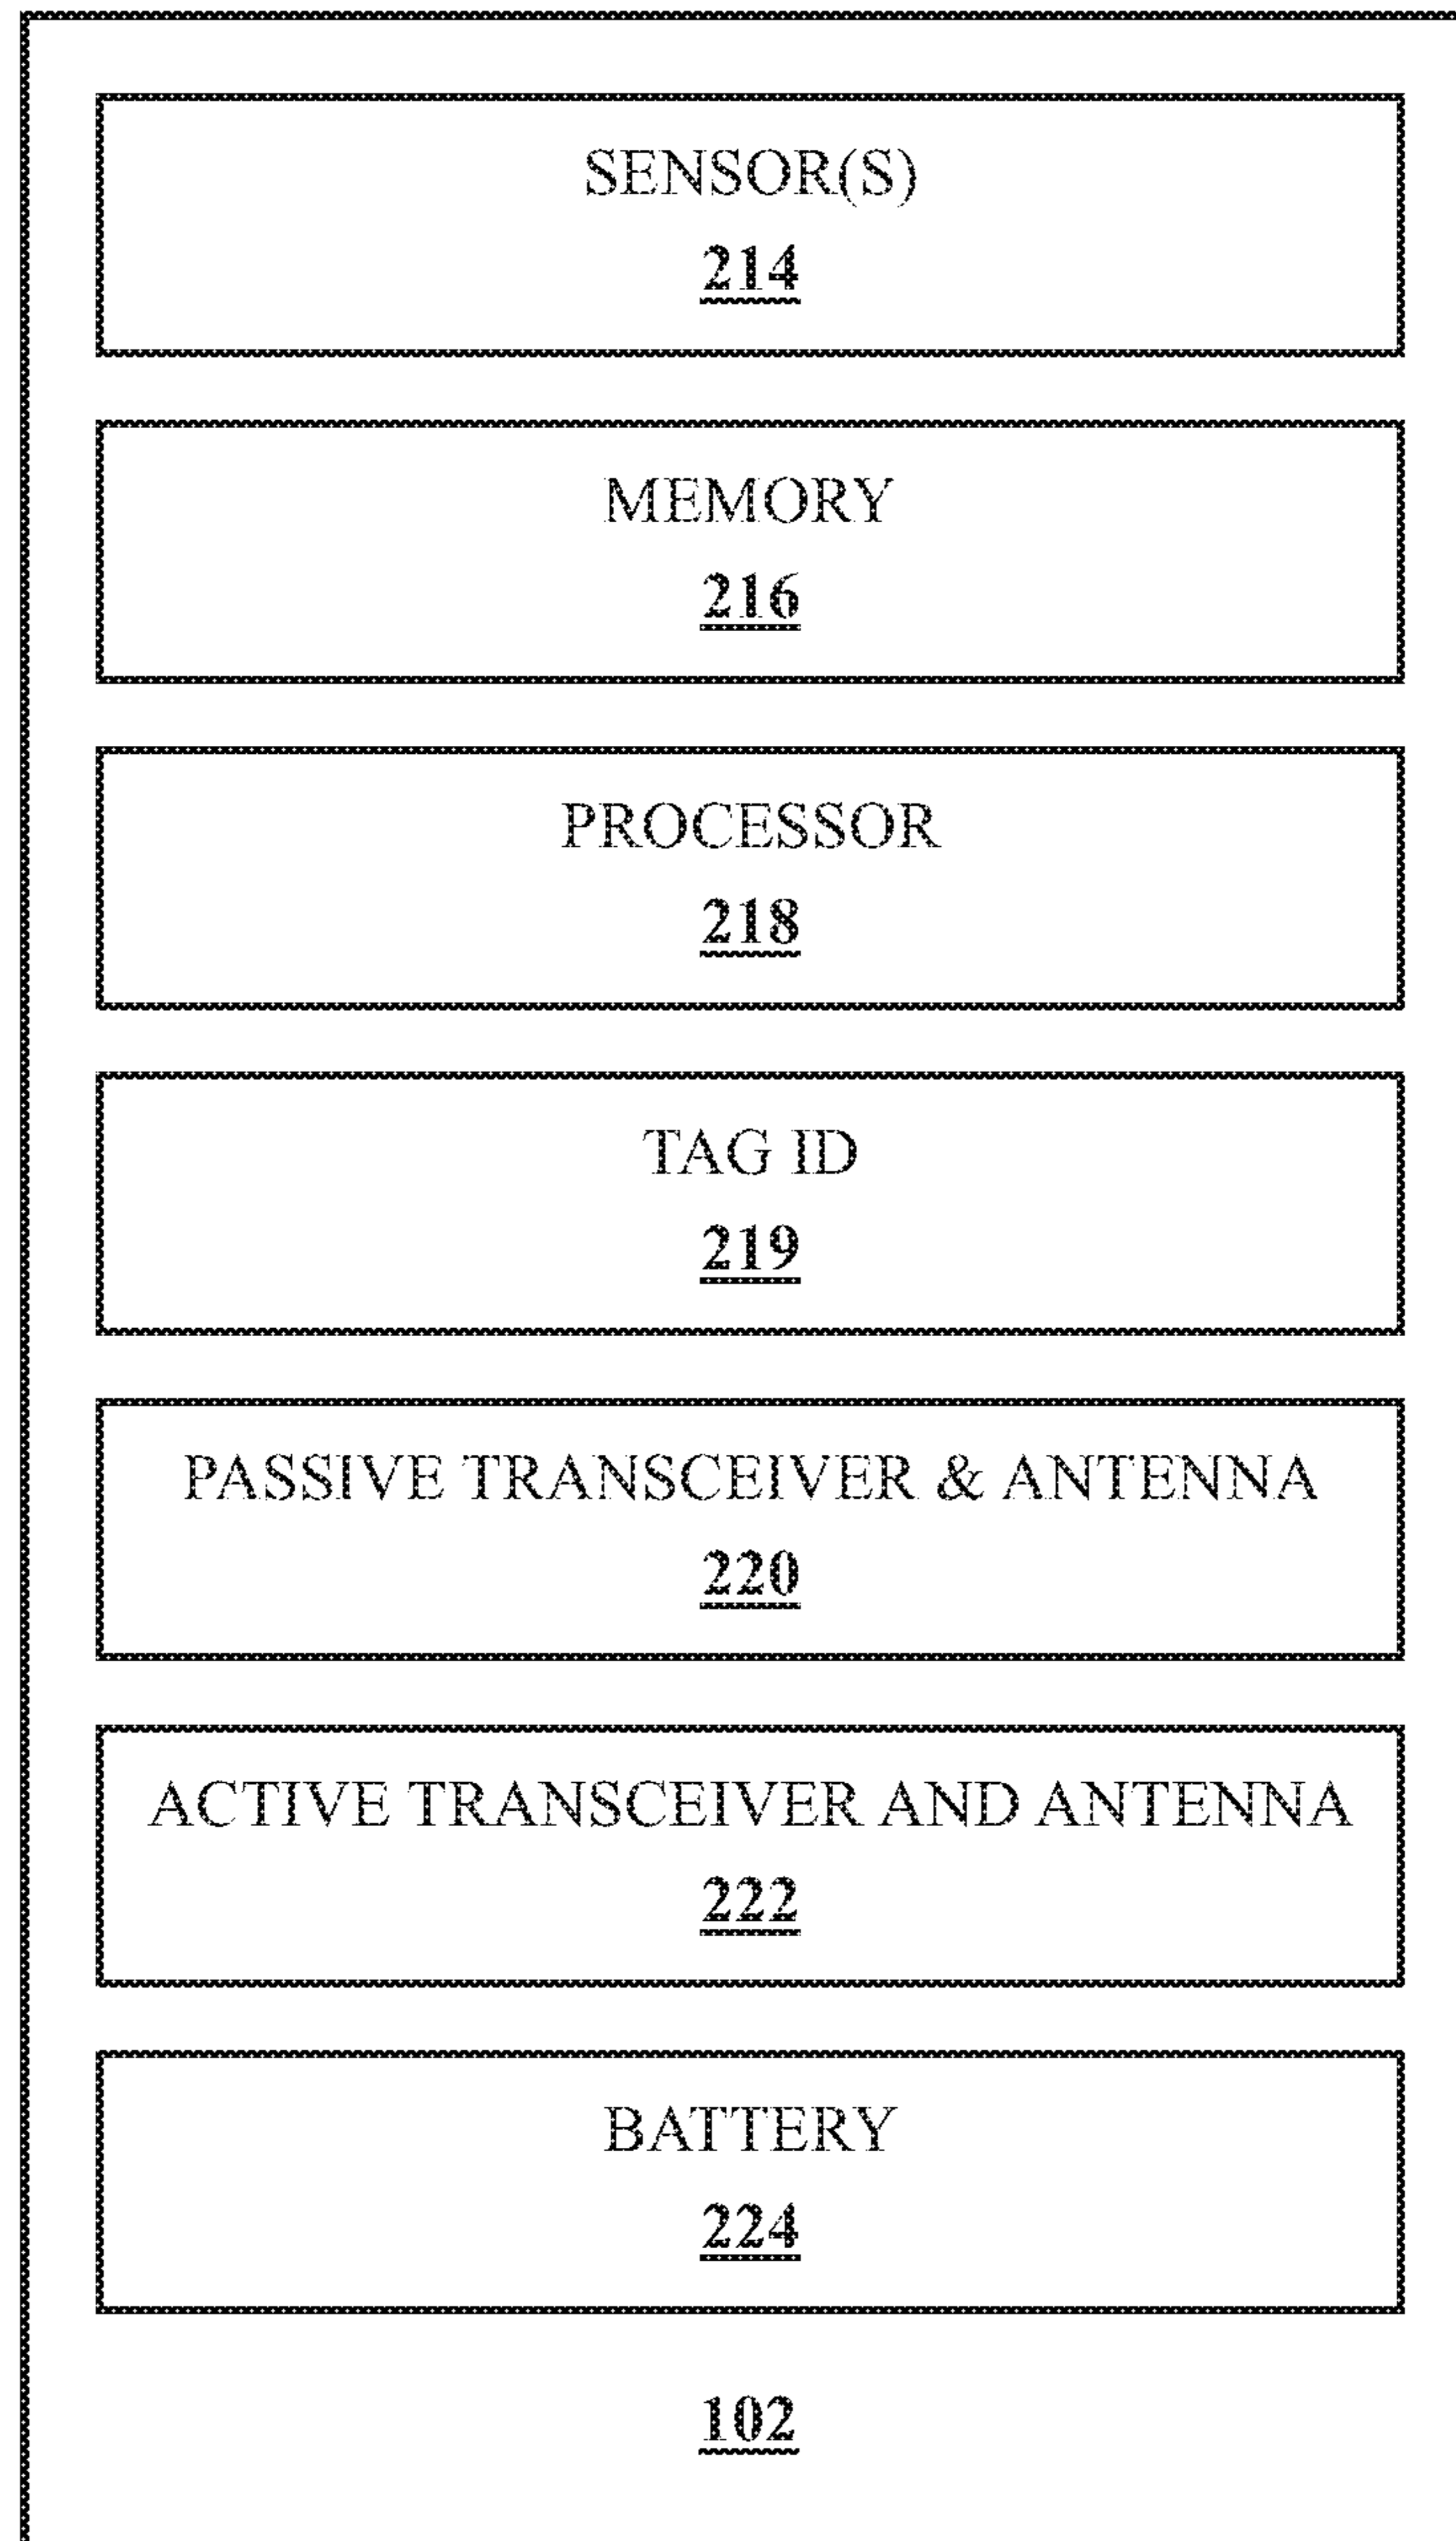 SENSOR(S)
214
MEMORY
216
PROCESSOR
218
TAG ID
219
PASSIVE TRANSCEIVER & ANTENNA
220
ACTIVE TRANSCEIVER AND ANTENNA
222
BATTERY
224
102